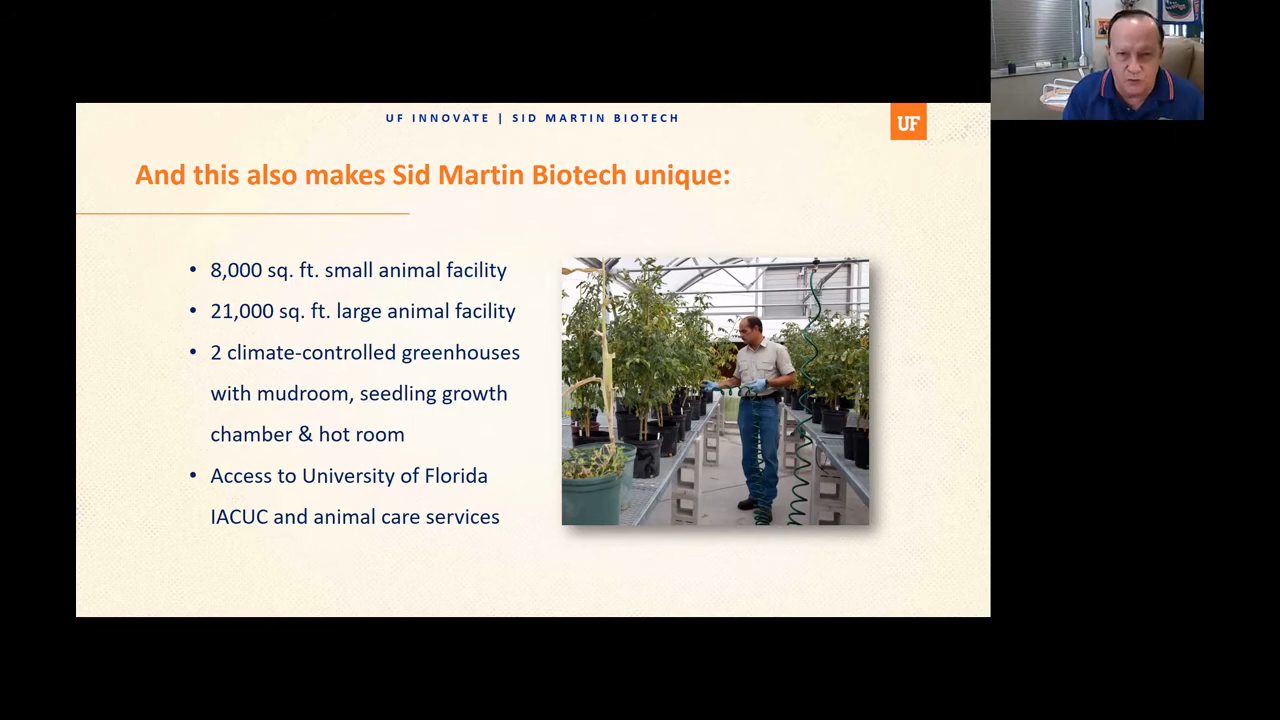 UF INNOVATE | SID MARTIN BIOTECH
UF
And this also makes Sid Martin Biotech unique:
• 8,000 sq. ft. small animal facility
• 21,000 sq. ft. large animal facility
• 2 climate-controlled greenhouses
with mudroom, seedling growth
chamber & hot room
• Access to University of Florida
IACUC and animal care services